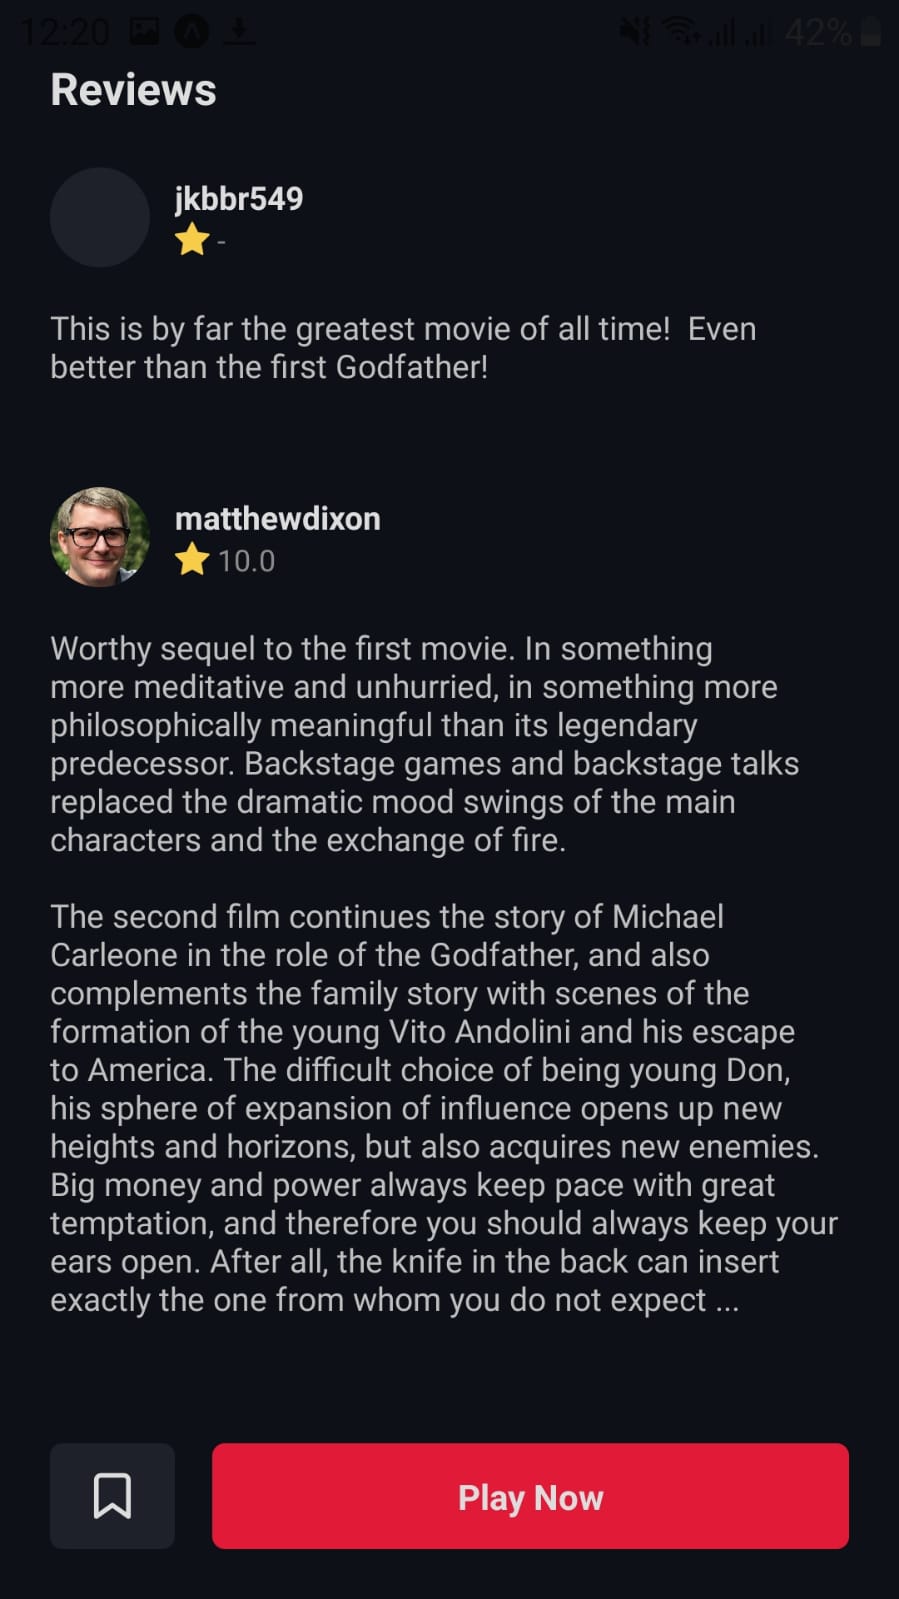 12:20 42%
Reviews
jkbbr549
-
This is by far the greatest movie of all time!  Even
better than the first Godfather!
matthewdixon
10.0
Worthy sequel to the first movie. In something
more meditative and unhurried, in something more
philosophically meaningful than its legendary
predecessor. Backstage games and backstage talks
replaced the dramatic mood swings of the main
characters and the exchange of fire.
The second film continues the story of Michael
Carleone in the role of the Godfather, and also
complements the family story with scenes of the
formation of the young Vito Andolini and his escape
to America. The difficult choice of being young Don,
his sphere of expansion of influence opens up new
heights and horizons, but also acquires new enemies.
Big money and power always keep pace with great
temptation, and therefore you should always keep your
ears open. After all, the knife in the back can insert
exactly the one from whom you do not expect ...
Play Now